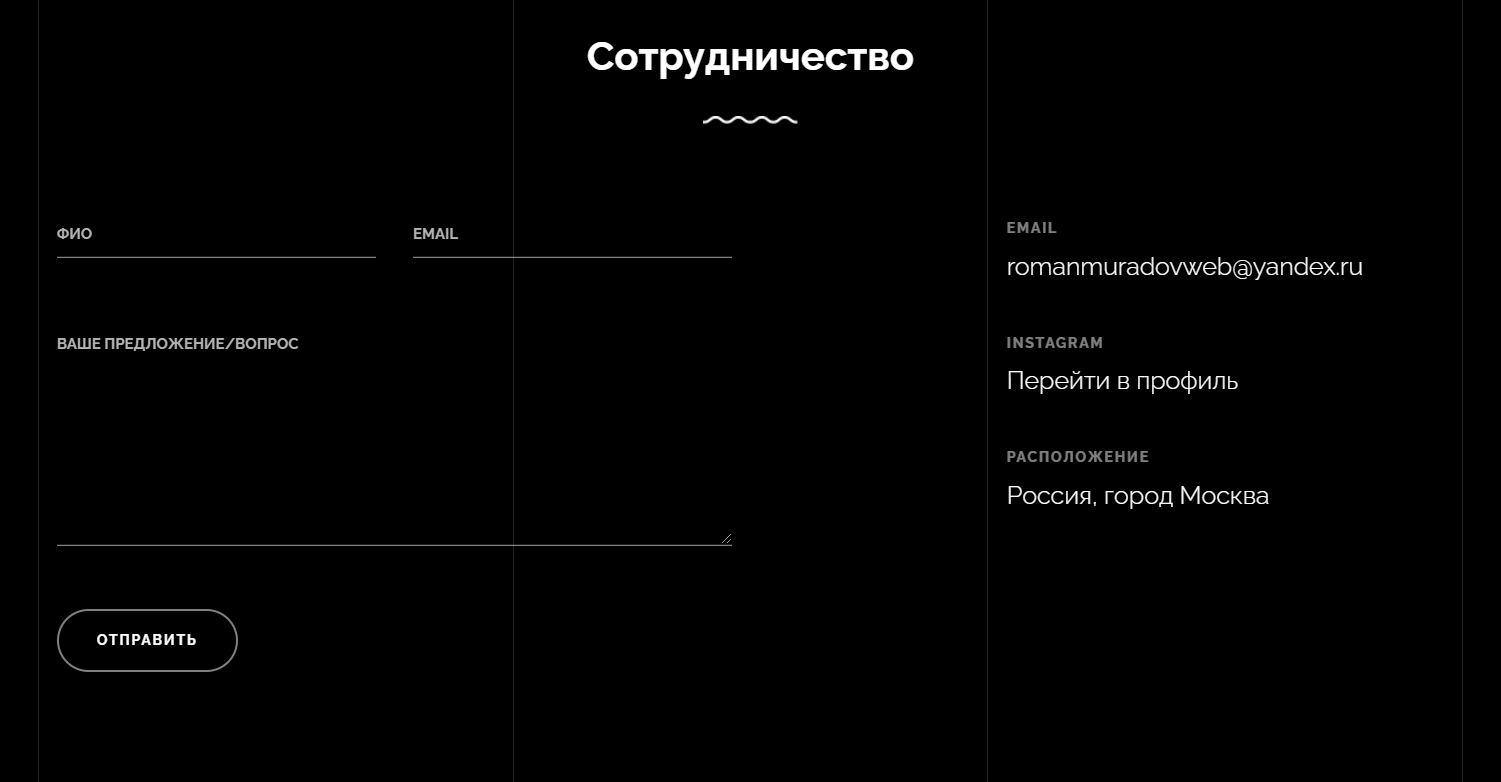 Сотрудничество
ФИО
EMAIL
ВАШЕ ПРЕДЛОЖЕНИЕ/ВОПРОС
ОТПРАВИТЬ
EMAIL
romanmuradovweb@yandex.ru
INSTAGRAM
Перейти в профиль
РАСПОЛОЖЕНИЕ
Россия, город Москва